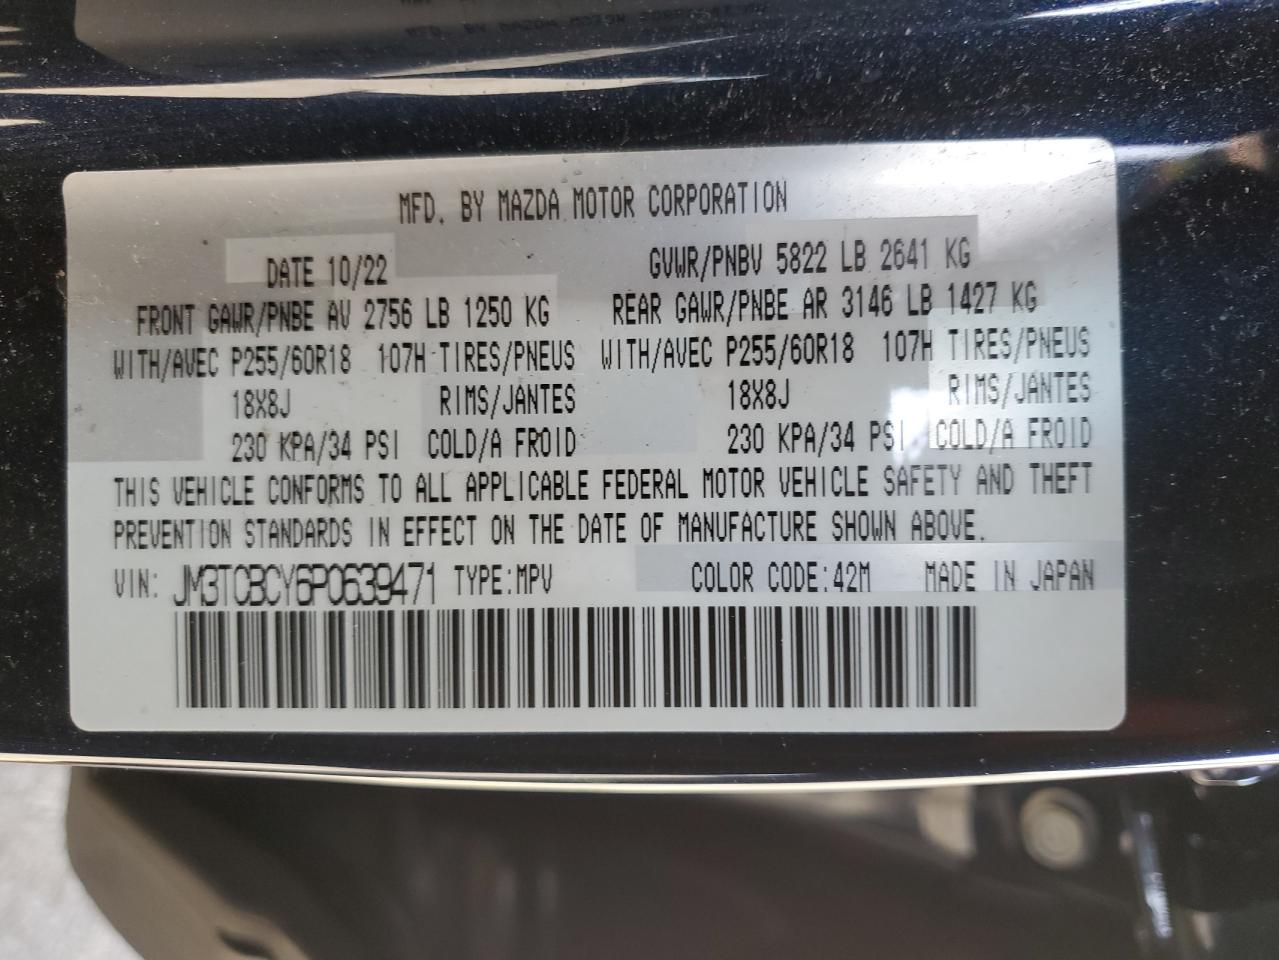 MFD. BY MAZDA MOTOR CORPORATION
DATE 10/22 GVWR/PNBV 5822 LB 2641 KG
FRONT GAWR/PNBE AV 2756 LB 1250 KG REAR GAWR/PNBE AR 3146 LB 1427 KG
WITH/AVEC P255/60R18 107H TIRES/PNEUS WITH/AVEC P255/60R18 107H TIRES/PNEUS
18X8J RIMS/JANTES 18X8J RIMS/JANTES
230 KPA/34 PSI COLD/A FROID 230 KPA/34 PSI COLD/A FROID
THIS VEHICLE CONFORMS TO ALL APPLICABLE FEDERAL MOTOR VEHICLE SAFETY AND THEFT
PREVENTION STANDARDS IN EFFECT ON THE DATE OF MANUFACTURE SHOWN ABOVE.
VIN: JM3TCBCY6P0639471 TYPE:MPV COLOR CODE:42M MADE IN JAPAN